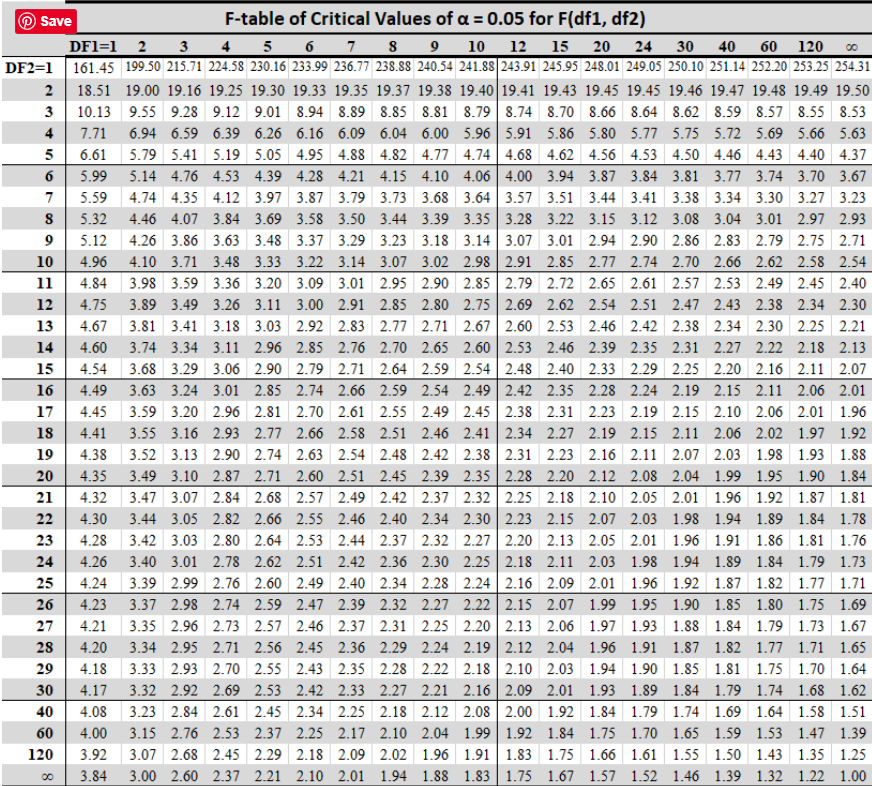 Save
F-table of Critical Values of α = 0.05 for F(df1, df2)
DF1=1 2 3 4 5 6 7 8 9 10 12 15 20 24 30 40 60 120 ∞
DF2=1 161.45 199.50 215.71 224.58 230.16 233.99 236.77 238.88 240.54 241.88 243.91 245.95 248.01 249.05 250.10 251.14 252.20 253.25 254.31
2 18.51 19.00 19.16 19.25 19.30 19.33 19.35 19.37 19.38 19.40 19.41 19.43 19.45 19.45 19.46 19.47 19.48 19.49 19.50
3 10.13 9.55 9.28 9.12 9.01 8.94 8.89 8.85 8.81 8.79 8.74 8.70 8.66 8.64 8.62 8.59 8.57 8.55 8.53
4 7.71 6.94 6.59 6.39 6.26 6.16 6.09 6.04 6.00 5.96 5.91 5.86 5.80 5.77 5.75 5.72 5.69 5.66 5.63
5 6.61 5.79 5.41 5.19 5.05 4.95 4.88 4.82 4.77 4.74 4.68 4.62 4.56 4.53 4.50 4.46 4.43 4.40 4.37
6 5.99 5.14 4.76 4.53 4.39 4.28 4.21 4.15 4.10 4.06 4.00 3.94 3.87 3.84 3.81 3.77 3.74 3.70 3.67
7 5.59 4.74 4.35 4.12 3.97 3.87 3.79 3.73 3.68 3.64 3.57 3.51 3.44 3.41 3.38 3.34 3.30 3.27 3.23
8 5.32 4.46 4.07 3.84 3.69 3.58 3.50 3.44 3.39 3.35 3.28 3.22 3.15 3.12 3.08 3.04 3.01 2.97 2.93
9 5.12 4.26 3.86 3.63 3.48 3.37 3.29 3.23 3.18 3.14 3.07 3.01 2.94 2.90 2.86 2.83 2.79 2.75 2.71
10 4.96 4.10 3.71 3.48 3.33 3.22 3.14 3.07 3.02 2.98 2.91 2.85 2.77 2.74 2.70 2.66 2.62 2.58 2.54
11 4.84 3.98 3.59 3.36 3.20 3.09 3.01 2.95 2.90 2.85 2.79 2.72 2.65 2.61 2.57 2.53 2.49 2.45 2.40
12 4.75 3.89 3.49 3.26 3.11 3.00 2.91 2.85 2.80 2.75 2.69 2.62 2.54 2.51 2.47 2.43 2.38 2.34 2.30
13 4.67 3.81 3.41 3.18 3.03 2.92 2.83 2.77 2.71 2.67 2.60 2.53 2.46 2.42 2.38 2.34 2.30 2.25 2.21
14 4.60 3.74 3.34 3.11 2.96 2.85 2.76 2.70 2.65 2.60 2.53 2.46 2.39 2.35 2.31 2.27 2.22 2.18 2.13
15 4.54 3.68 3.29 3.06 2.90 2.79 2.71 2.64 2.59 2.54 2.48 2.40 2.33 2.29 2.25 2.20 2.16 2.11 2.07
16 4.49 3.63 3.24 3.01 2.85 2.74 2.66 2.59 2.54 2.49 2.42 2.35 2.28 2.24 2.19 2.15 2.11 2.06 2.01
17 4.45 3.59 3.20 2.96 2.81 2.70 2.61 2.55 2.49 2.45 2.38 2.31 2.23 2.19 2.15 2.10 2.06 2.01 1.96
18 4.41 3.55 3.16 2.93 2.77 2.66 2.58 2.51 2.46 2.41 2.34 2.27 2.19 2.15 2.11 2.06 2.02 1.97 1.92
19 4.38 3.52 3.13 2.90 2.74 2.63 2.54 2.48 2.42 2.38 2.31 2.23 2.16 2.11 2.07 2.03 1.98 1.93 1.88
20 4.35 3.49 3.10 2.87 2.71 2.60 2.51 2.45 2.39 2.35 2.28 2.20 2.12 2.08 2.04 1.99 1.95 1.90 1.84
21 4.32 3.47 3.07 2.84 2.68 2.57 2.49 2.42 2.37 2.32 2.25 2.18 2.10 2.05 2.01 1.96 1.92 1.87 1.81
22 4.30 3.44 3.05 2.82 2.66 2.55 2.46 2.40 2.34 2.30 2.23 2.15 2.07 2.03 1.98 1.94 1.89 1.84 1.78
23 4.28 3.42 3.03 2.80 2.64 2.53 2.44 2.37 2.32 2.27 2.20 2.13 2.05 2.01 1.96 1.91 1.86 1.81 1.76
24 4.26 3.40 3.01 2.78 2.62 2.51 2.42 2.36 2.30 2.25 2.18 2.11 2.03 1.98 1.94 1.89 1.84 1.79 1.73
25 4.24 3.39 2.99 2.76 2.60 2.49 2.40 2.34 2.28 2.24 2.16 2.09 2.01 1.96 1.92 1.87 1.82 1.77 1.71
26 4.23 3.37 2.98 2.74 2.59 2.47 2.39 2.32 2.27 2.22 2.15 2.07 1.99 1.95 1.90 1.85 1.80 1.75 1.69
27 4.21 3.35 2.96 2.73 2.57 2.46 2.37 2.31 2.25 2.20 2.13 2.06 1.97 1.93 1.88 1.84 1.79 1.73 1.67
28 4.20 3.34 2.95 2.71 2.56 2.45 2.36 2.29 2.24 2.19 2.12 2.04 1.96 1.91 1.87 1.82 1.77 1.71 1.65
29 4.18 3.33 2.93 2.70 2.55 2.43 2.35 2.28 2.22 2.18 2.10 2.03 1.94 1.90 1.85 1.81 1.75 1.70 1.64
30 4.17 3.32 2.92 2.69 2.53 2.42 2.33 2.27 2.21 2.16 2.09 2.01 1.93 1.89 1.84 1.79 1.74 1.68 1.62
40 4.08 3.23 2.84 2.61 2.45 2.34 2.25 2.18 2.12 2.08 2.00 1.92 1.84 1.79 1.74 1.69 1.64 1.58 1.51
60 4.00 3.15 2.76 2.53 2.37 2.25 2.17 2.10 2.04 1.99 1.92 1.84 1.75 1.70 1.65 1.59 1.53 1.47 1.39
120 3.92 3.07 2.68 2.45 2.29 2.18 2.09 2.02 1.96 1.91 1.83 1.75 1.66 1.61 1.55 1.50 1.43 1.35 1.25
∞ 3.84 3.00 2.60 2.37 2.21 2.10 2.01 1.94 1.88 1.83 1.75 1.67 1.57 1.52 1.46 1.39 1.32 1.22 1.00